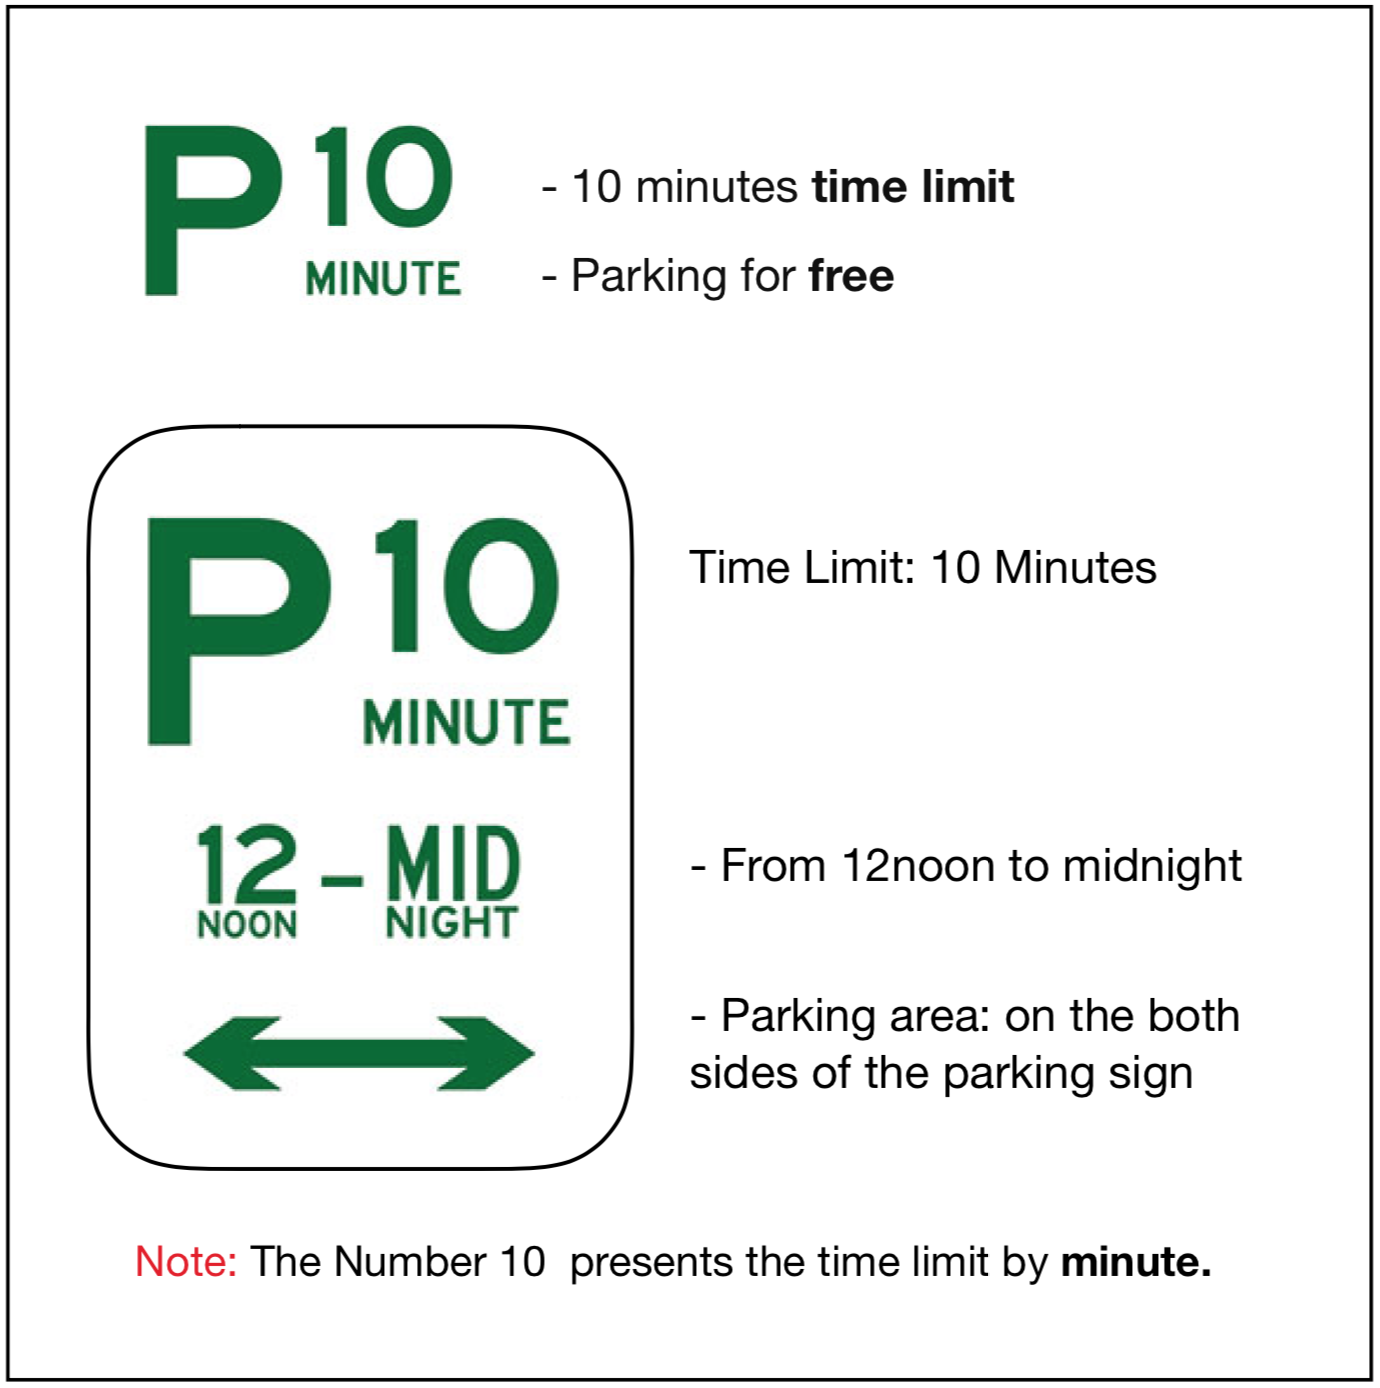 P 10
MINUTE
- 10 minutes time limit
- Parking for free
P 10
MINUTE
Time Limit: 10 Minutes
12 – MID
NOON NIGHT
- From 12noon to midnight
- Parking area: on the both
sides of the parking sign
Note: The Number 10 presents the time limit by minute.